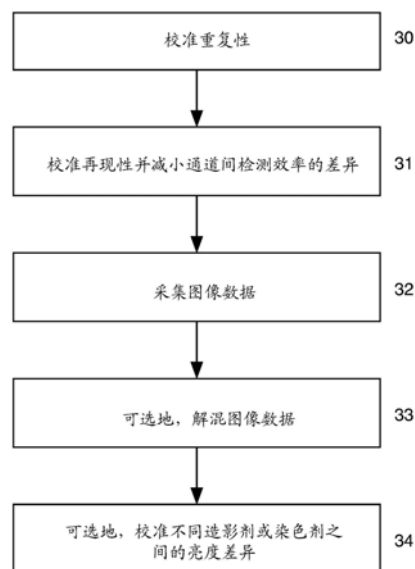 校准重复性
30
校准再现性并减小通道间检测效率的差异
31
采集图像数据
32
可选地，解混图像数据
33
可选地，校准不同造影剂或染色剂之
间的亮度差异
34